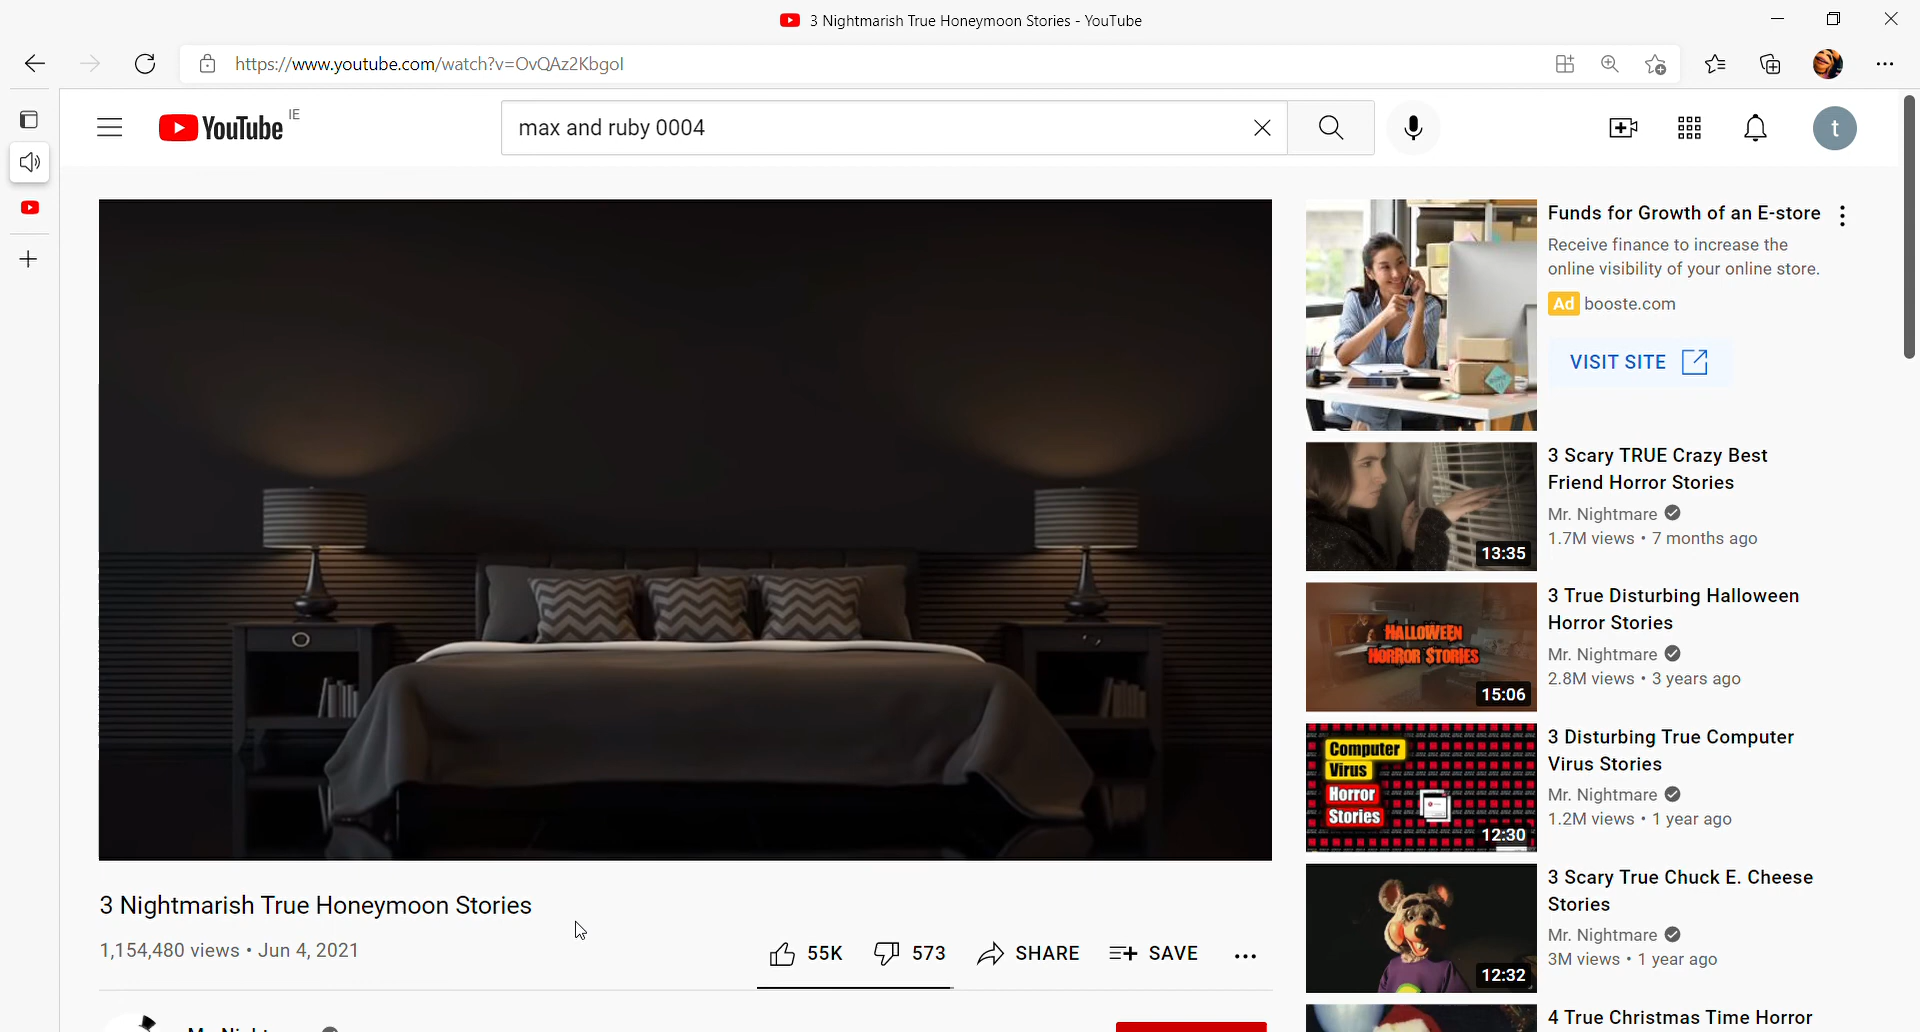 3 Nightmarish True Honeymoon Stories - YouTube
https://www.youtube.com/watch?v=OvQAz2Kbgol
YouTube IE
max and ruby 0004
t
Funds for Growth of an E-store
Receive finance to increase the
online visibility of your online store.
Ad booste.com
VISIT SITE
3 Scary TRUE Crazy Best
Friend Horror Stories
Mr. Nightmare
1.7M views • 7 months ago
13:35
3 True Disturbing Halloween
Horror Stories
Mr. Nightmare
2.8M views • 3 years ago
HALLOWEEN
HORROR STORIES
15:06
3 Disturbing True Computer
Virus Stories
Mr. Nightmare
1.2M views • 1 year ago
Computer
Virus
Horror
Stories
12:30
3 Scary True Chuck E. Cheese
Stories
Mr. Nightmare
3M views • 1 year ago
12:32
4 True Christmas Time Horror
3 Nightmarish True Honeymoon Stories
1,154,480 views • Jun 4, 2021
55K
573
SHARE
SAVE